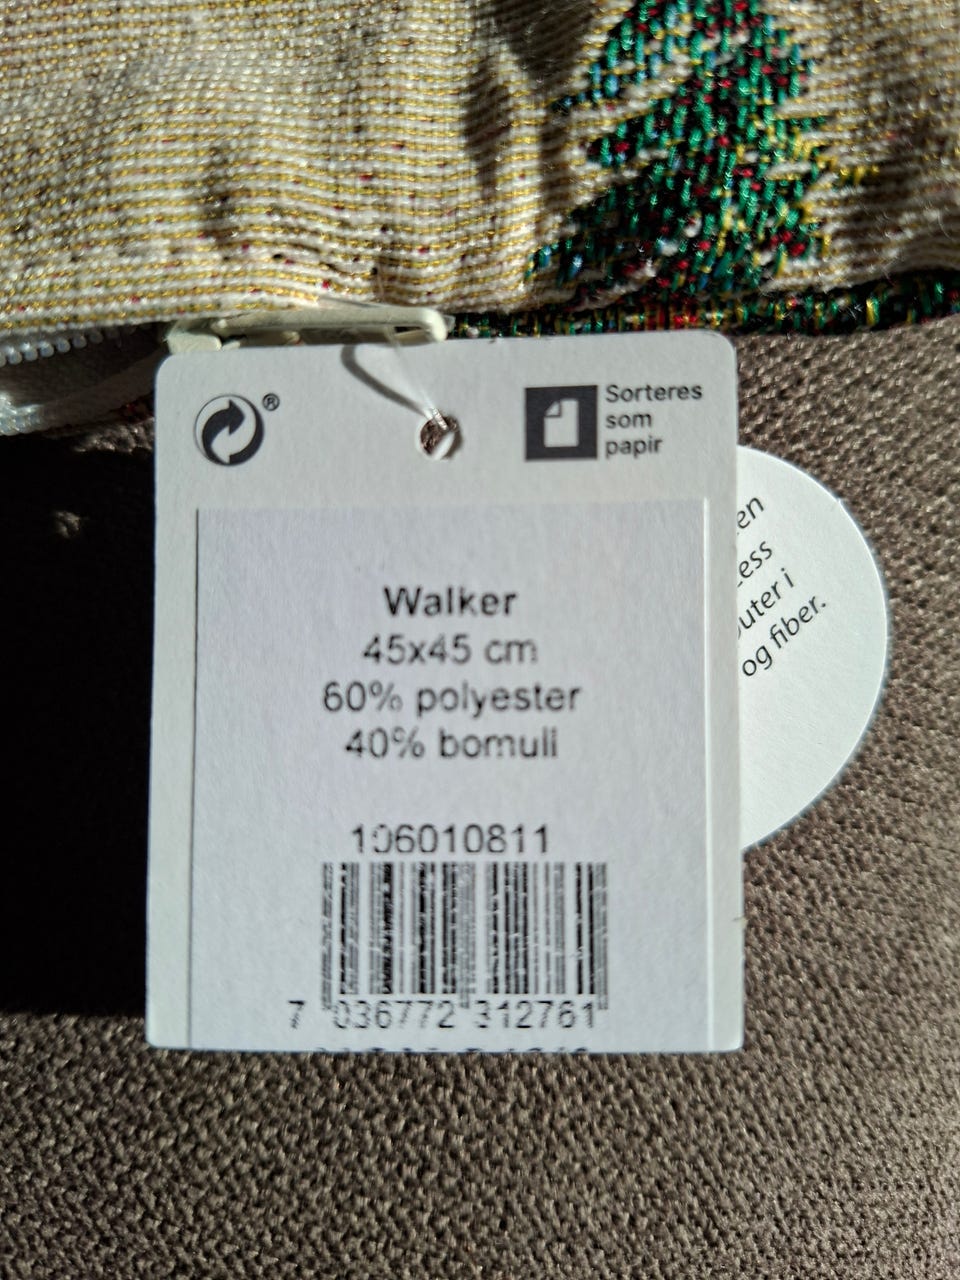 ®
Sorteres
som
papir
Walker
45x45 cm
60% polyester
40% bomull
106010811
7 036772 312761
og fiber.